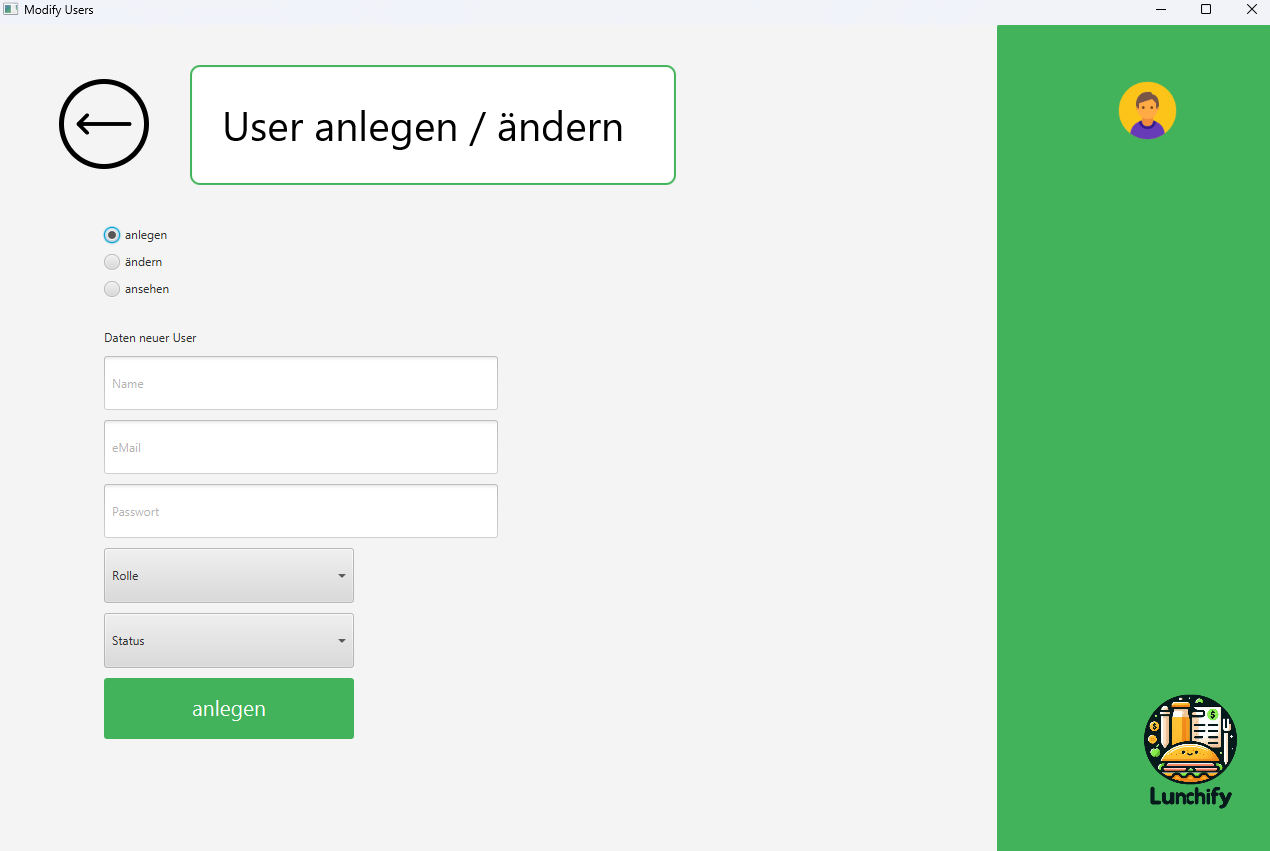 Modify Users
User anlegen / ändern
anlegen
ändern
ansehen
Daten neuer User
Name
eMail
Passwort
Rolle
Status
anlegen
Lunchify